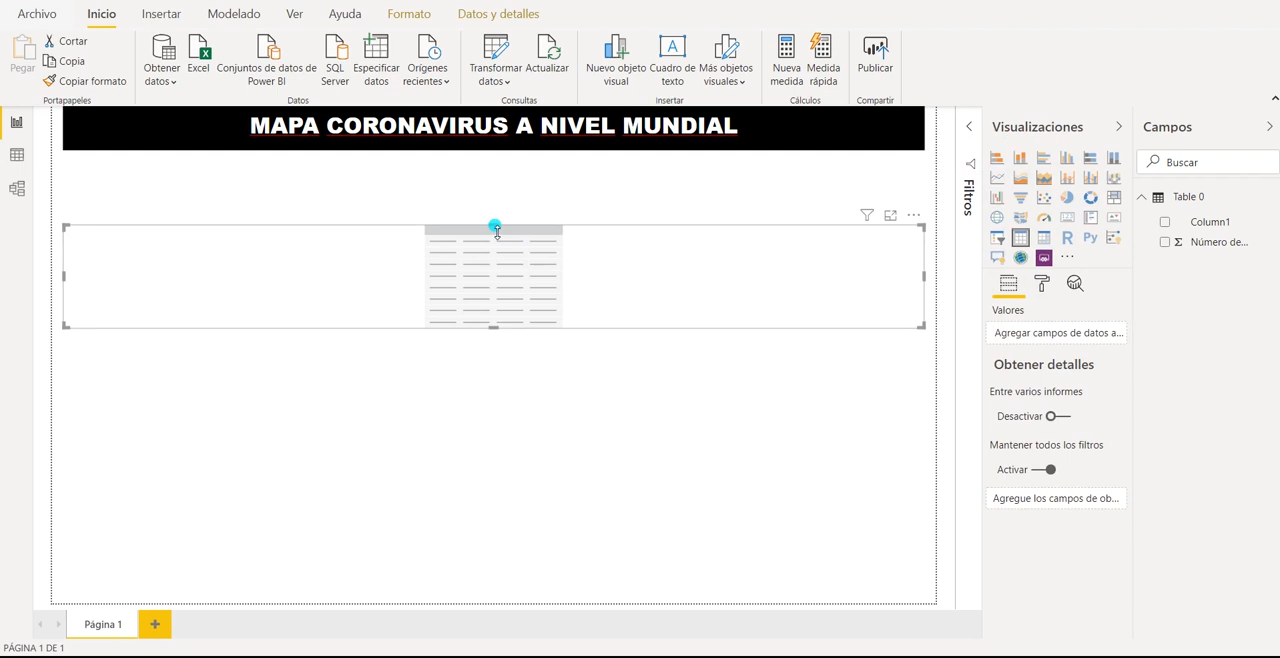 Archivo Inicio Insertar Modelado Ver Ayuda Formato Datos y detalles
Pegar
Cortar
Copia
Copiar formato
Portapapeles
Obtener datos
Excel
Conjuntos de datos de Power BI
SQL Server
Especificar datos
Orígenes recientes
Datos
Transformar datos
Actualizar
Consultas
Nuevo objeto visual
Cuadro de texto
Más objetos visuales
Insertar
Nueva medida
Medida rápida
Cálculos
Publicar
Compartir
MAPA CORONAVIRUS A NIVEL MUNDIAL
Filtros
Visualizaciones
R Py
Valores
Agregar campos de datos a...
Obtener detalles
Entre varios informes
Desactivar
Mantener todos los filtros
Activar
Agregue los campos de ob...
Campos
Buscar
Table 0
Column1
Σ Número de...
Página 1
PÁGINA 1 DE 1